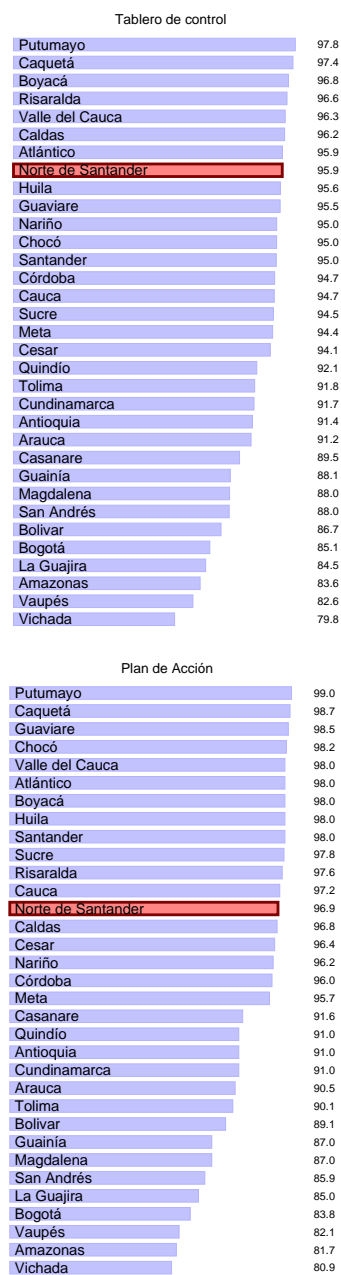 Tablero de control
Putumayo 97.8
Caquetá 97.4
Boyacá 96.8
Risaralda 96.6
Valle del Cauca 96.3
Caldas 96.2
Atlántico 95.9
Norte de Santander 95.9
Huila 95.6
Guaviare 95.5
Nariño 95.0
Chocó 95.0
Santander 95.0
Córdoba 94.7
Cauca 94.7
Sucre 94.5
Meta 94.4
Cesar 94.1
Quindío 92.1
Tolima 91.8
Cundinamarca 91.7
Antioquia 91.4
Arauca 91.2
Casanare 89.5
Guainía 88.1
Magdalena 88.0
San Andrés 88.0
Bolivar 86.7
Bogotá 85.1
La Guajira 84.5
Amazonas 83.6
Vaupés 82.6
Vichada 79.8
Plan de Acción
Putumayo 99.0
Caquetá 98.7
Guaviare 98.5
Chocó 98.2
Valle del Cauca 98.0
Atlántico 98.0
Boyacá 98.0
Huila 98.0
Santander 98.0
Sucre 97.8
Risaralda 97.6
Cauca 97.2
Norte de Santander 96.9
Caldas 96.8
Cesar 96.4
Nariño 96.2
Córdoba 96.0
Meta 95.7
Casanare 91.6
Quindío 91.0
Antioquia 91.0
Cundinamarca 91.0
Arauca 90.5
Tolima 90.1
Bolivar 89.1
Guainía 87.0
Magdalena 87.0
San Andrés 85.9
La Guajira 85.0
Bogotá 83.8
Vaupés 82.1
Amazonas 81.7
Vichada 80.9